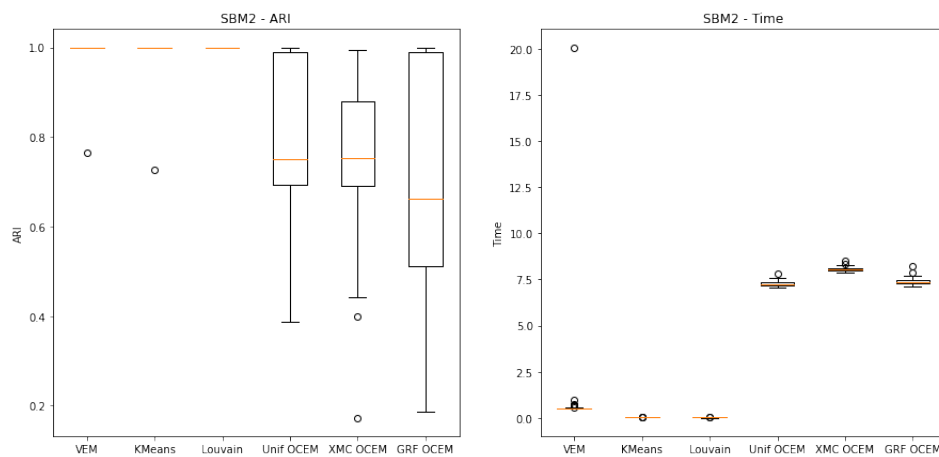 SBM2 - ARI
ARI
1.0
0.8
0.6
0.4
0.2
VEM KMeans Louvain Unif OCEM XMC OCEM GRF OCEM
SBM2 - Time
Time
20.0
17.5
15.0
12.5
10.0
7.5
5.0
2.5
0.0
VEM KMeans Louvain Unif OCEM XMC OCEM GRF OCEM